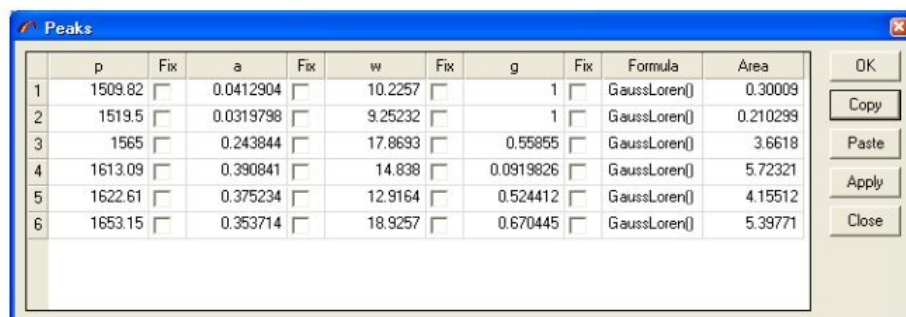 Peaks
p Fix a Fix w Fix g Fix Formula Area
1 1509.82 0.0412904 10.2257 1 GaussLoren() 0.30009
2 1519.5 0.0319798 9.25232 1 GaussLoren() 0.210299
3 1565 0.243844 17.8693 0.55855 GaussLoren() 3.6618
4 1613.09 0.390841 14.838 0.0919826 GaussLoren() 5.72321
5 1622.61 0.375234 12.9164 0.524412 GaussLoren() 4.15512
6 1653.15 0.353714 18.9257 0.670445 GaussLoren() 5.39771
OK
Copy
Paste
Apply
Close